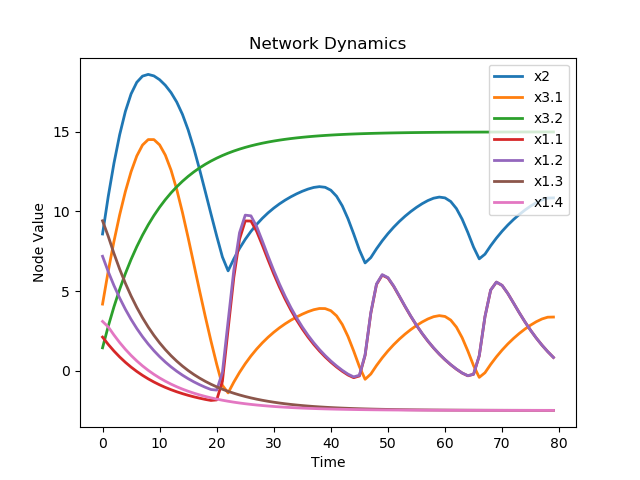 Network Dynamics
x2
x3.1
x3.2
x1.1
x1.2
x1.3
x1.4
15
10
5
0
Node Value
0 10 20 30 40 50 60 70 80
Time